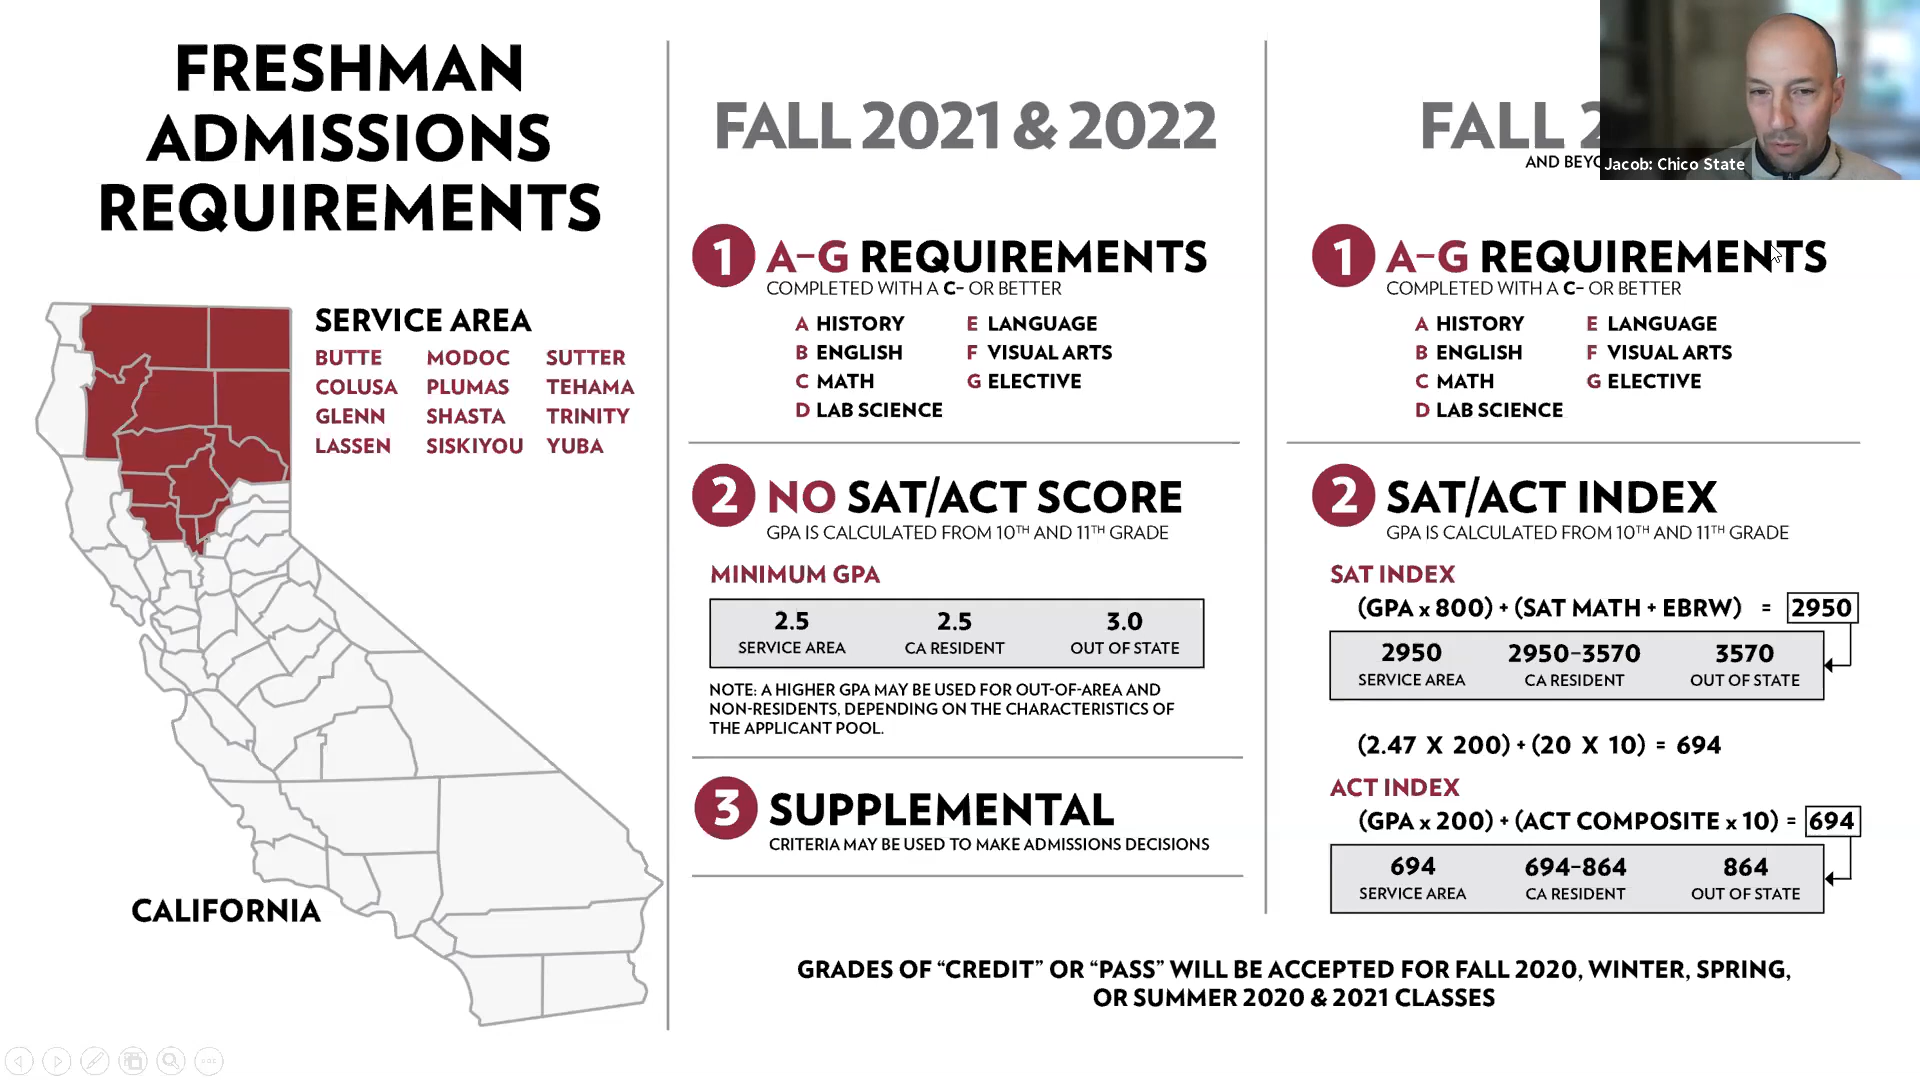 FRESHMAN
ADMISSIONS
REQUIREMENTS
SERVICE AREA
BUTTE MODOC SUTTER
COLUSA PLUMAS TEHAMA
GLENN SHASTA TRINITY
LASSEN SISKIYOU YUBA
CALIFORNIA
FALL 2021 & 2022
1 A–G REQUIREMENTS
COMPLETED WITH A C– OR BETTER
A HISTORY E LANGUAGE
B ENGLISH F VISUAL ARTS
C MATH G ELECTIVE
D LAB SCIENCE
2 NO SAT/ACT SCORE
GPA IS CALCULATED FROM 10TH AND 11TH GRADE
MINIMUM GPA
2.5 2.5 3.0
SERVICE AREA CA RESIDENT OUT OF STATE
NOTE: A HIGHER GPA MAY BE USED FOR OUT-OF-AREA AND
NON-RESIDENTS, DEPENDING ON THE CHARACTERISTICS OF
THE APPLICANT POOL.
3 SUPPLEMENTAL
CRITERIA MAY BE USED TO MAKE ADMISSIONS DECISIONS
FALL 2
AND BEYO
Jacob: Chico State
1 A–G REQUIREMENTS
COMPLETED WITH A C– OR BETTER
A HISTORY E LANGUAGE
B ENGLISH F VISUAL ARTS
C MATH G ELECTIVE
D LAB SCIENCE
2 SAT/ACT INDEX
GPA IS CALCULATED FROM 10TH AND 11TH GRADE
SAT INDEX
(GPA x 800) + (SAT MATH + EBRW) = 2950
2950 2950–3570 3570
SERVICE AREA CA RESIDENT OUT OF STATE
(2.47 X 200) + (20 X 10) = 694
ACT INDEX
(GPA x 200) + (ACT COMPOSITE x 10) = 694
694 694–864 864
SERVICE AREA CA RESIDENT OUT OF STATE
GRADES OF “CREDIT” OR “PASS” WILL BE ACCEPTED FOR FALL 2020, WINTER, SPRING,
OR SUMMER 2020 & 2021 CLASSES